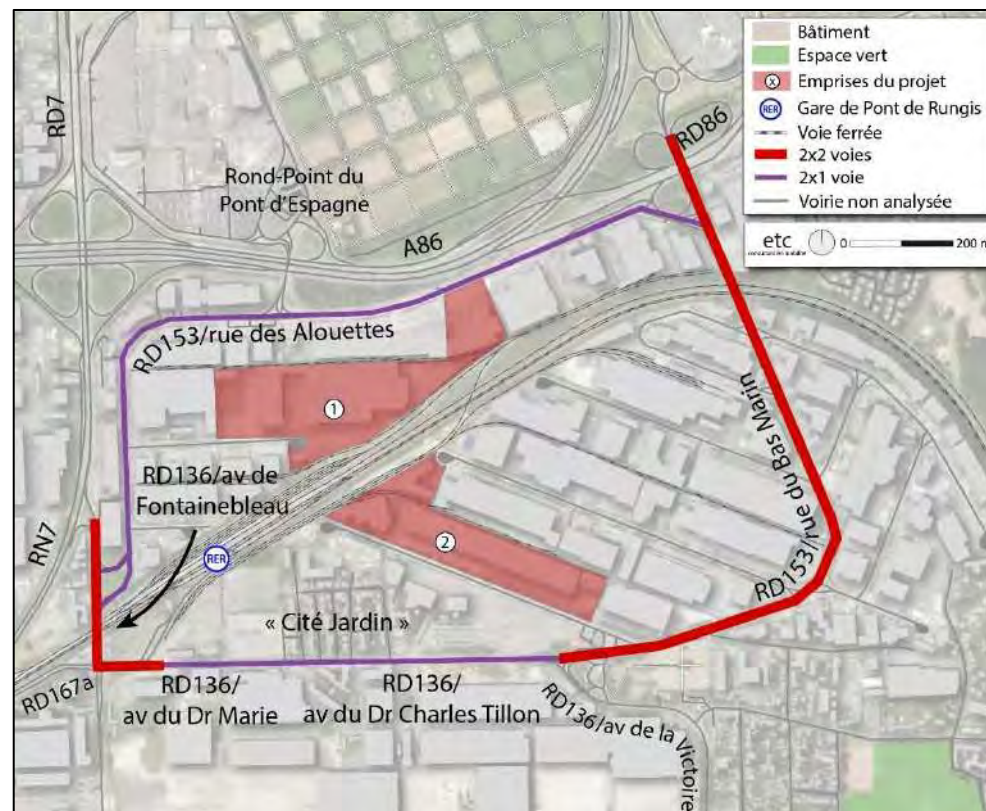 Bâtiment
Espace vert
x
Emprises du projet
RER
Gare de Pont de Rungis
Voie ferrée
2x2 voies
2x1 voie
Voirie non analysée
etc
0
200 m
RD7
RD86
Rond-Point du
Pont d'Espagne
A86
RD153/rue des Alouettes
1
RD136/av de
Fontainebleau
RN7
RER
2
RD153/rue du Bas Marin
« Cité Jardin »
RD167a
RD136/
av du Dr Marie
RD136/
av du Dr Charles Tillon
RD136/av de la Victoire